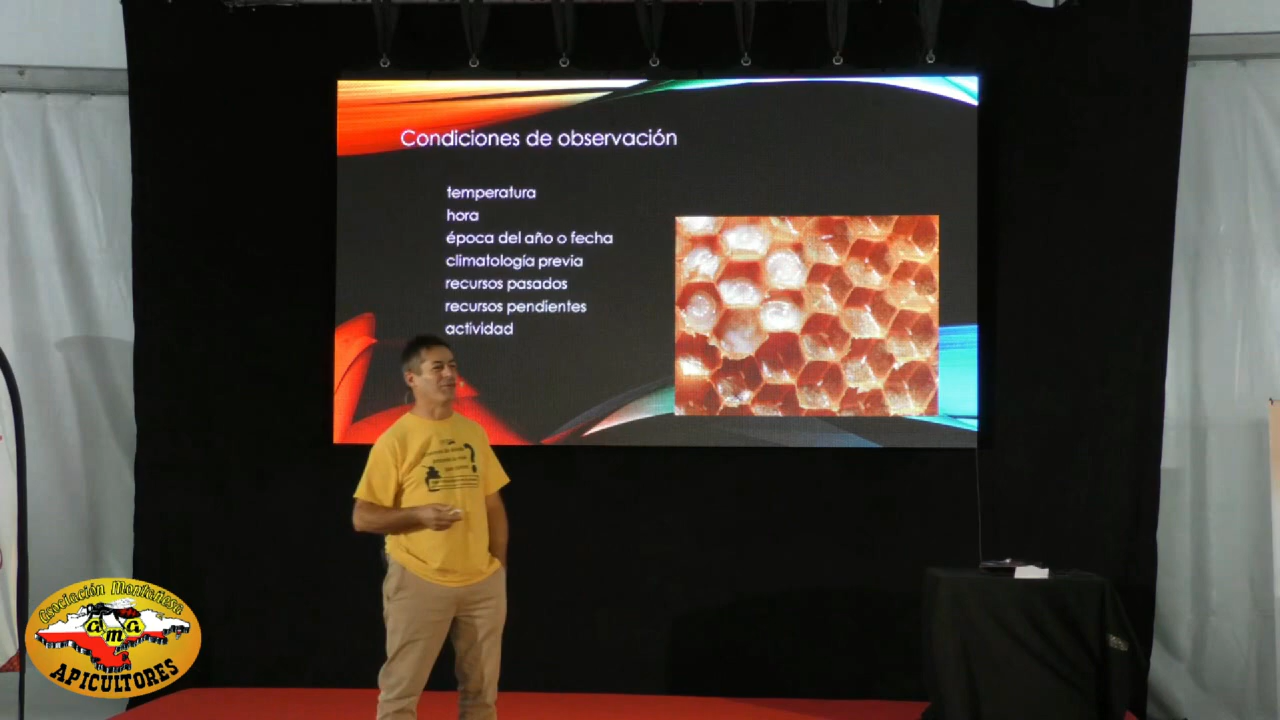 Condiciones de observación
temperatura
hora
época del año o fecha
climatología previa
recursos pasados
recursos pendientes
actividad
?
Asociación Montañesa
AMA
APICULTORES